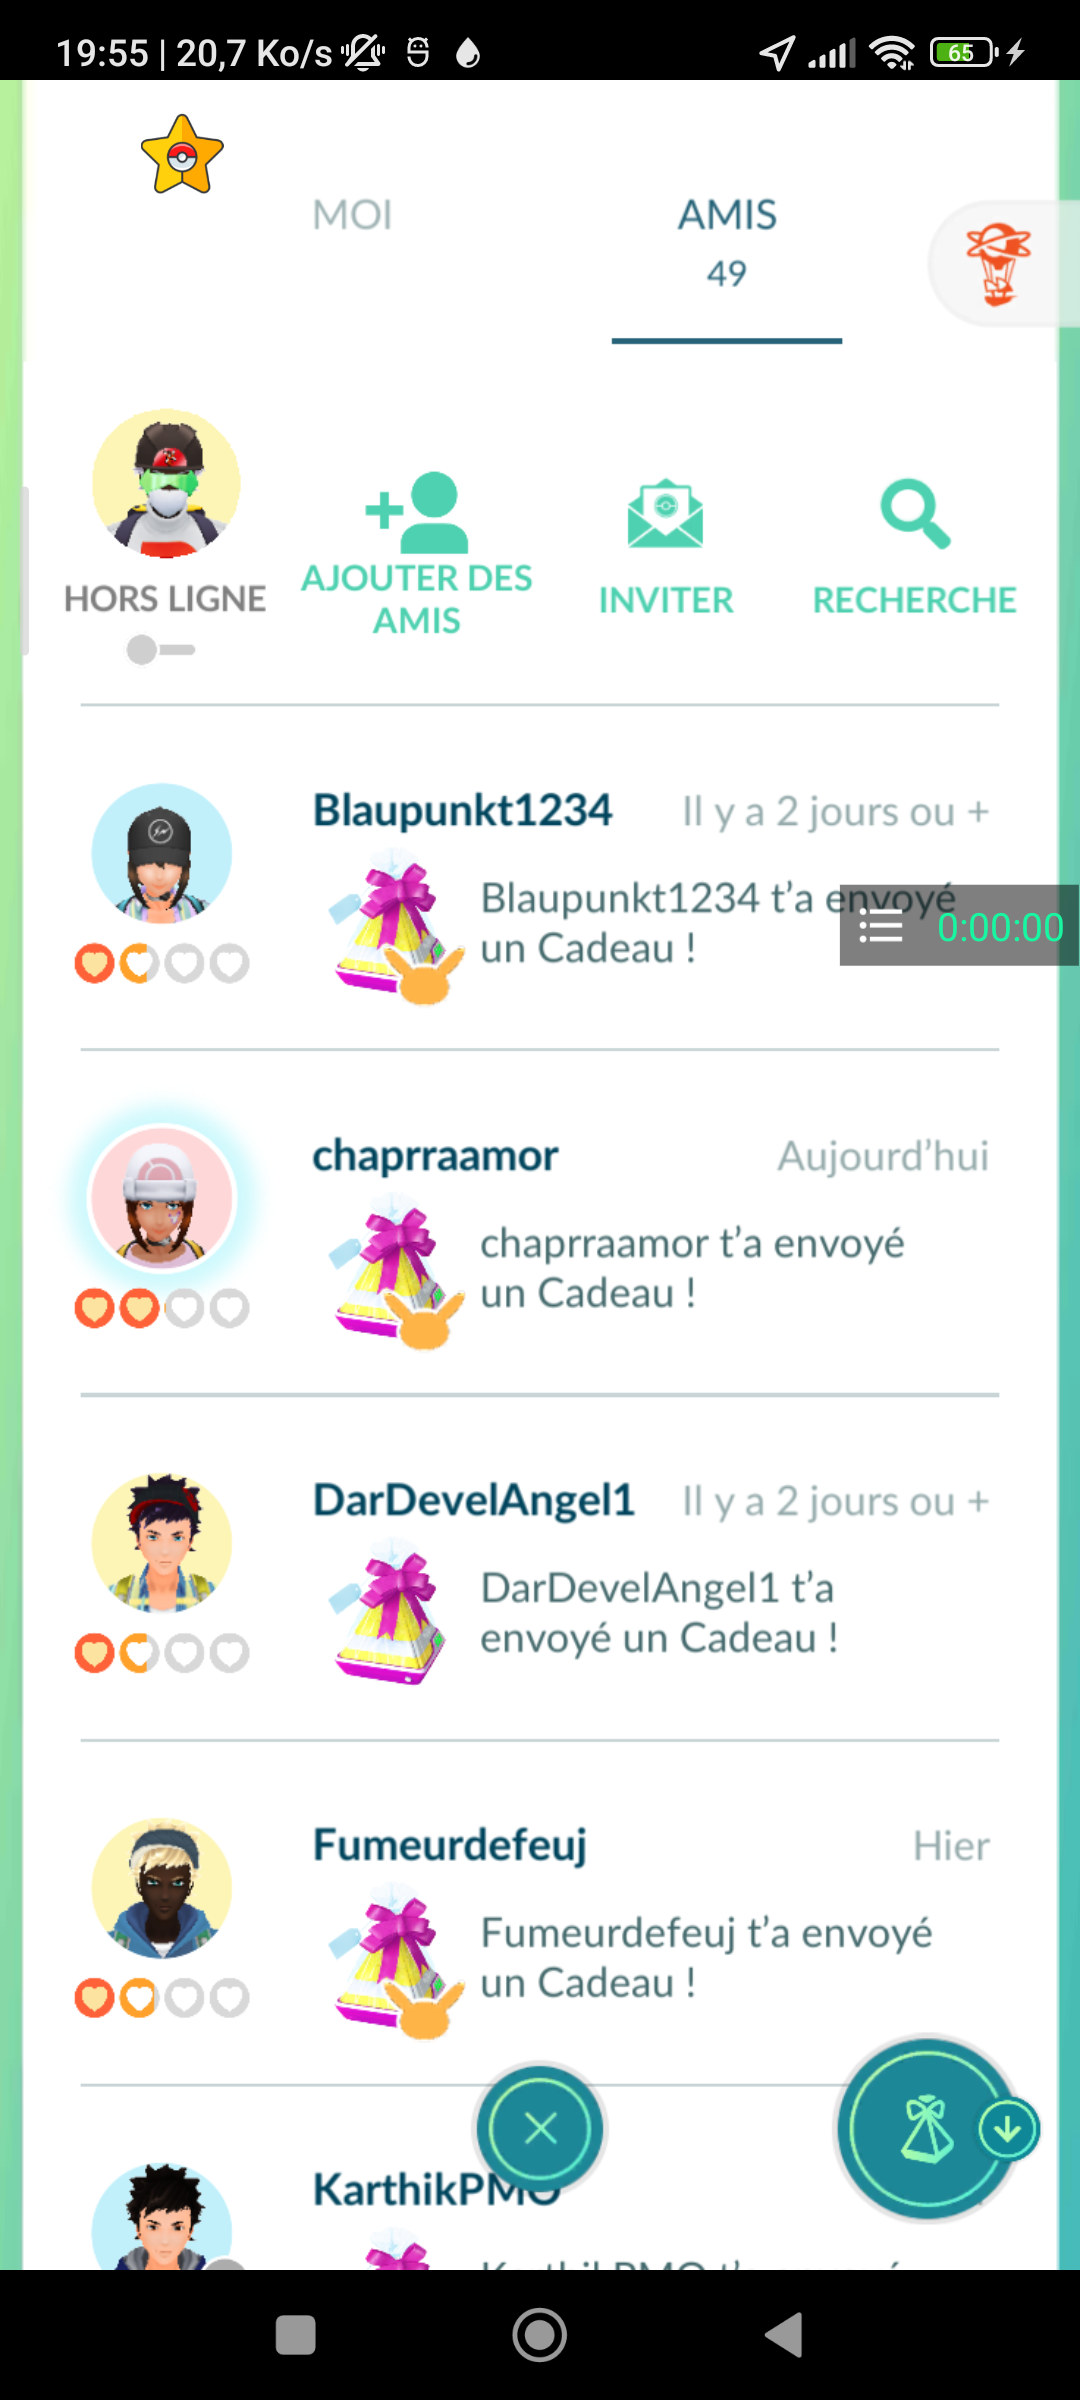 19:55 | 20,7 Ko/s
65
MOI
AMIS
49
HORS LIGNE
AJOUTER DES
AMIS
INVITER
RECHERCHE
Blaupunkt1234
Il y a 2 jours ou +
Blaupunkt1234 t’a envoyé
un Cadeau !
0:00:00
chaprraamor
Aujourd’hui
chaprraamor t’a envoyé
un Cadeau !
DarDevelAngel1
Il y a 2 jours ou +
DarDevelAngel1 t’a
envoyé un Cadeau !
Fumeurdefeuj
Hier
Fumeurdefeuj t’a envoyé
un Cadeau !
KarthikPMO